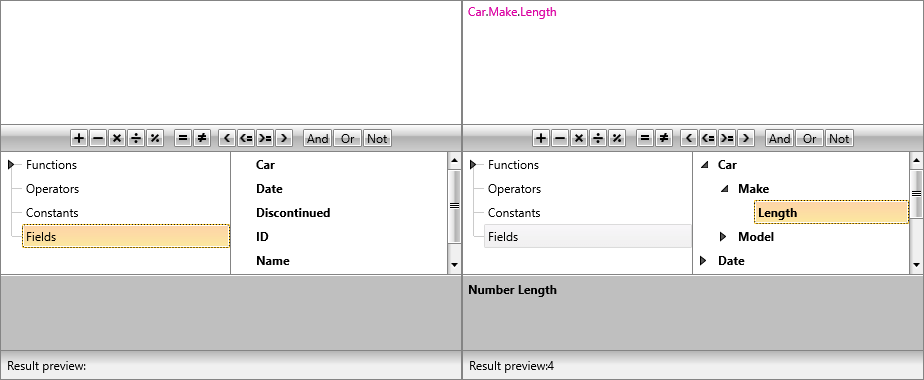 Car.Make.Length
+ − × ÷ % = ≠ < <= >= > And Or Not
Functions
Operators
Constants
Fields
Car
Date
Discontinued
ID
Name
Result preview:
+ − × ÷ % = ≠ < <= >= > And Or Not
Functions
Operators
Constants
Fields
Car
Make
Length
Model
Date
Number Length
Result preview:4